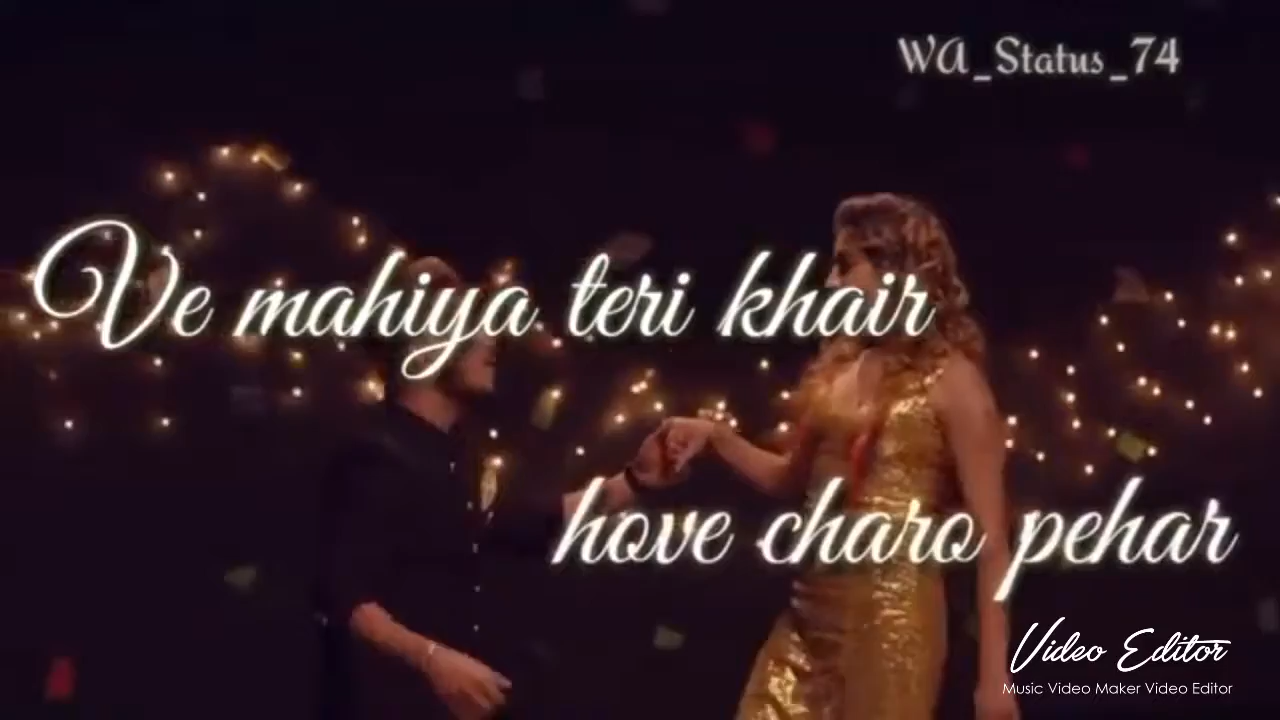 WA_Status_74
Ve mahiya teri khair
hove charo pehar
Video Editor
Music Video Maker Video Editor